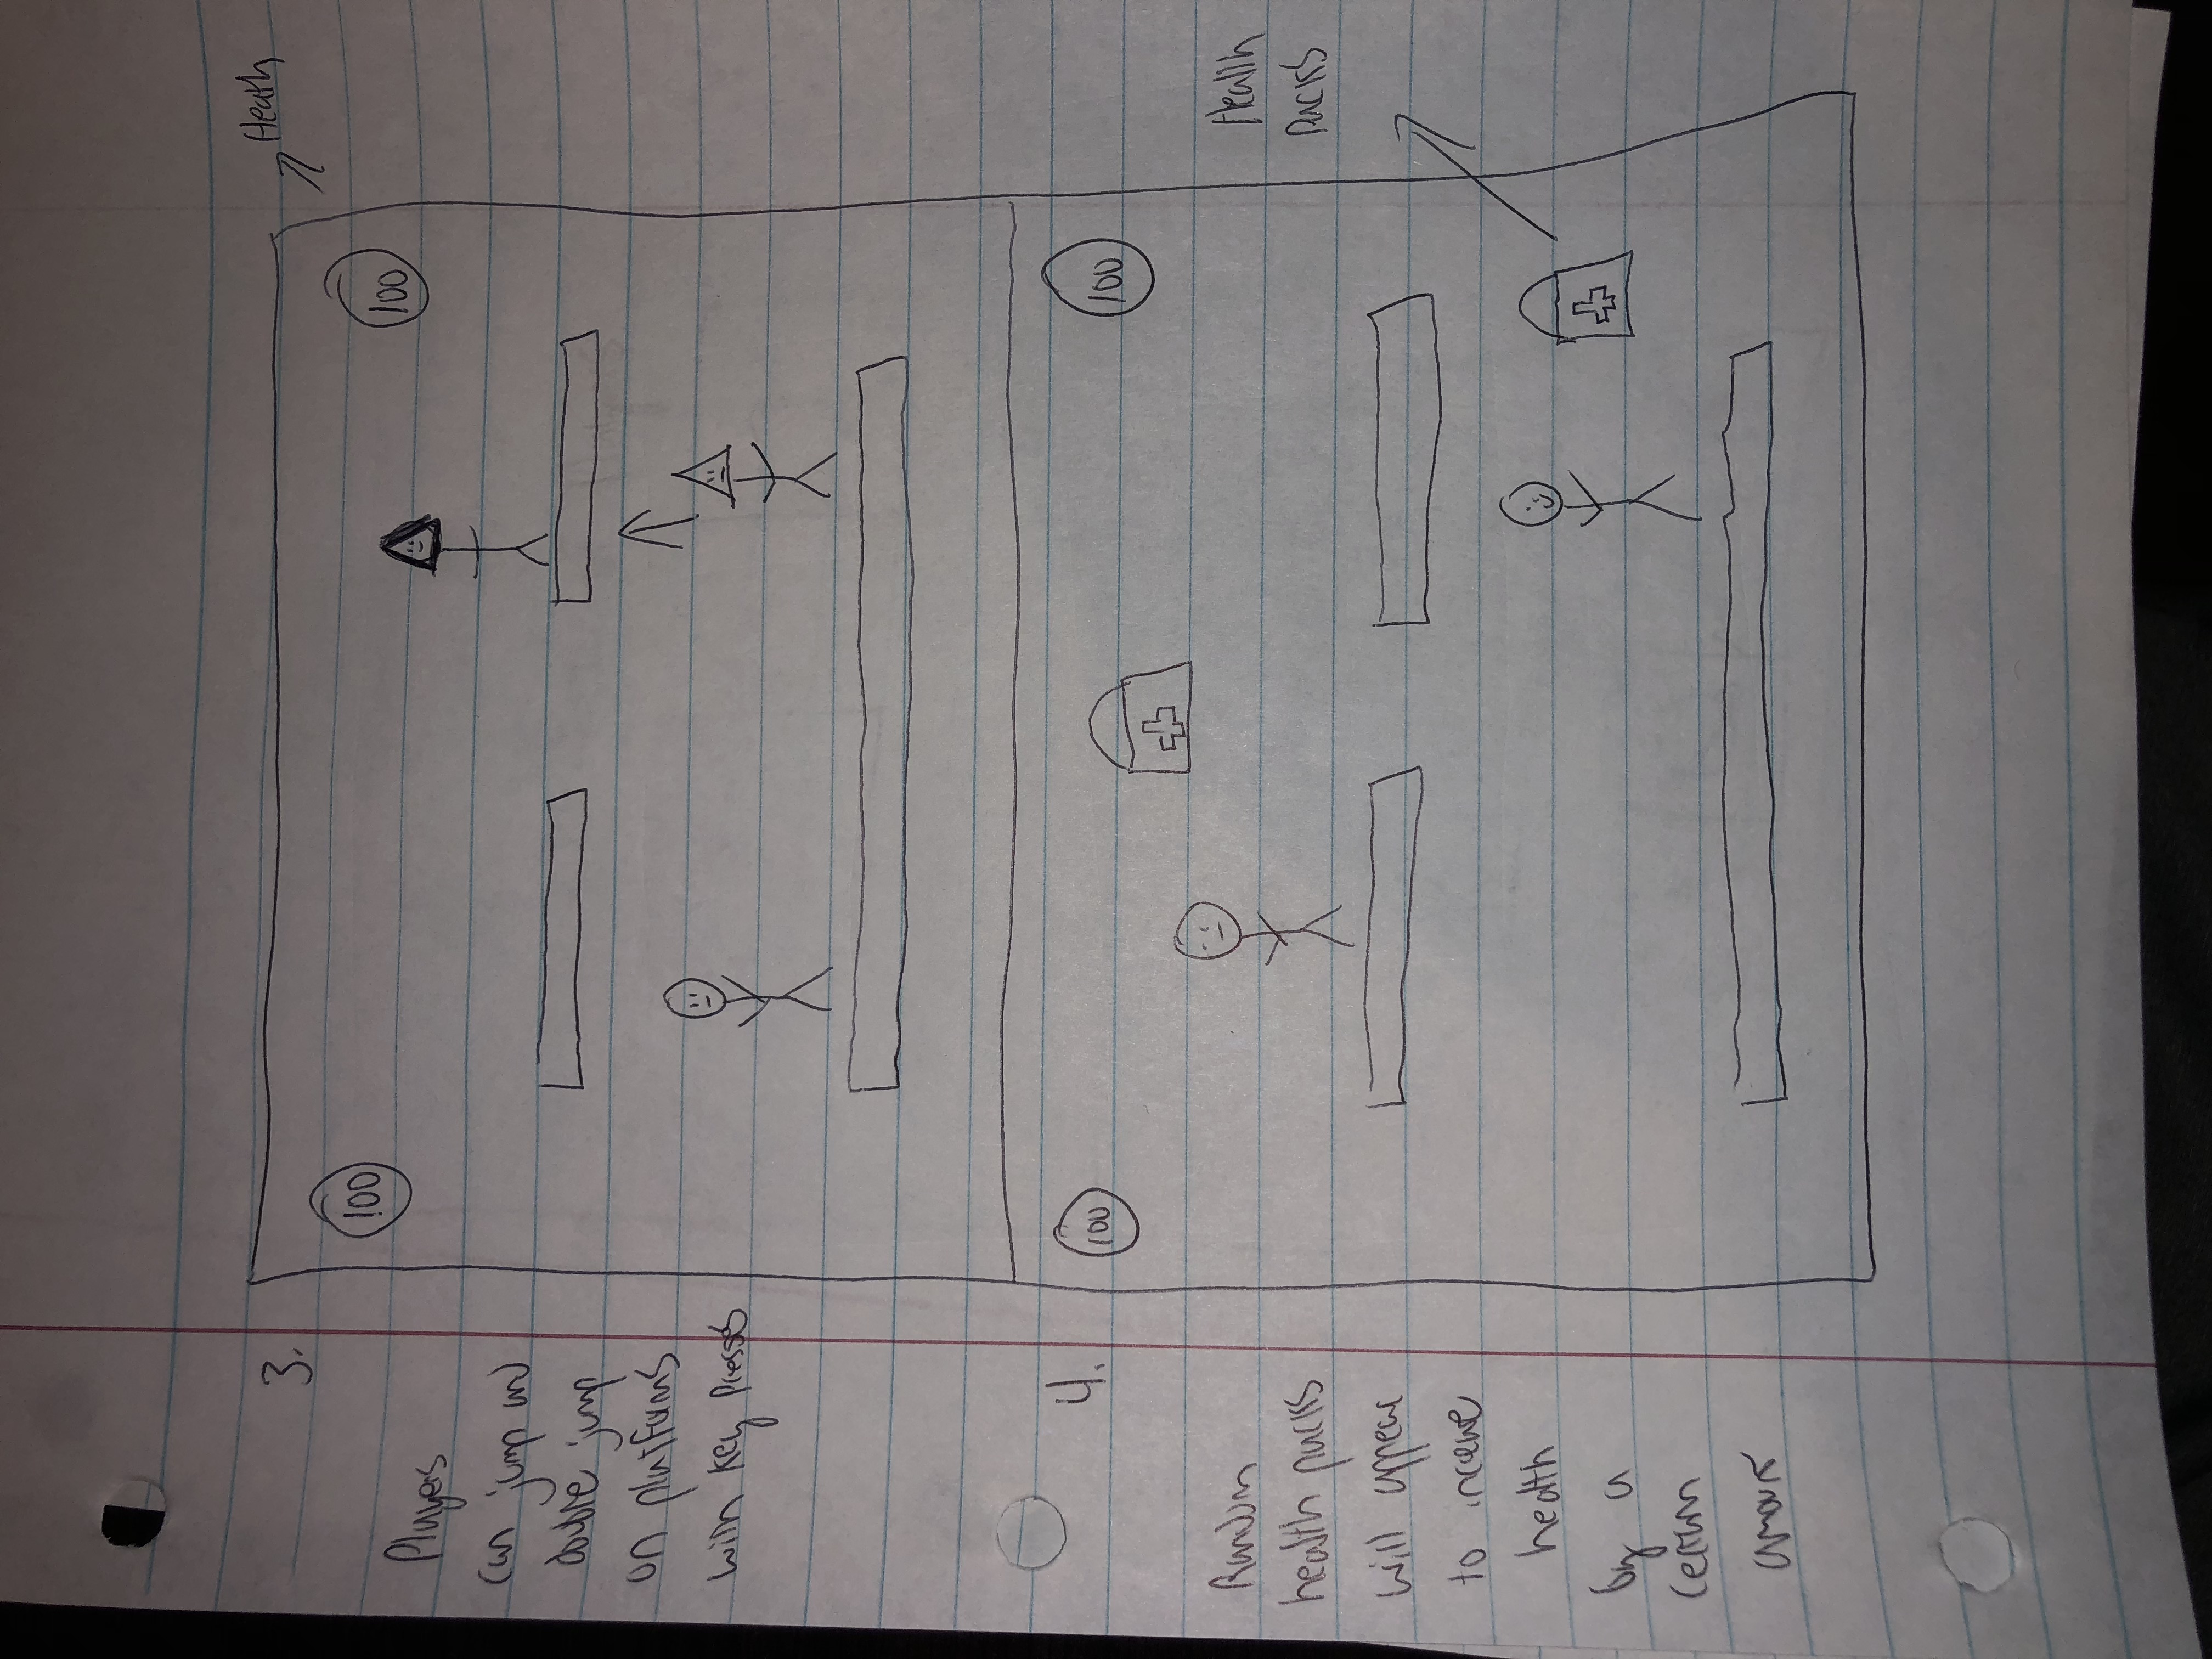 3.
Heath
100
100
Players
can jump and
double jump
on platforms
with key presses
4.
100
100
Random
health packs
will appear
to increase
health
by a
certain
amount
Health
Packs